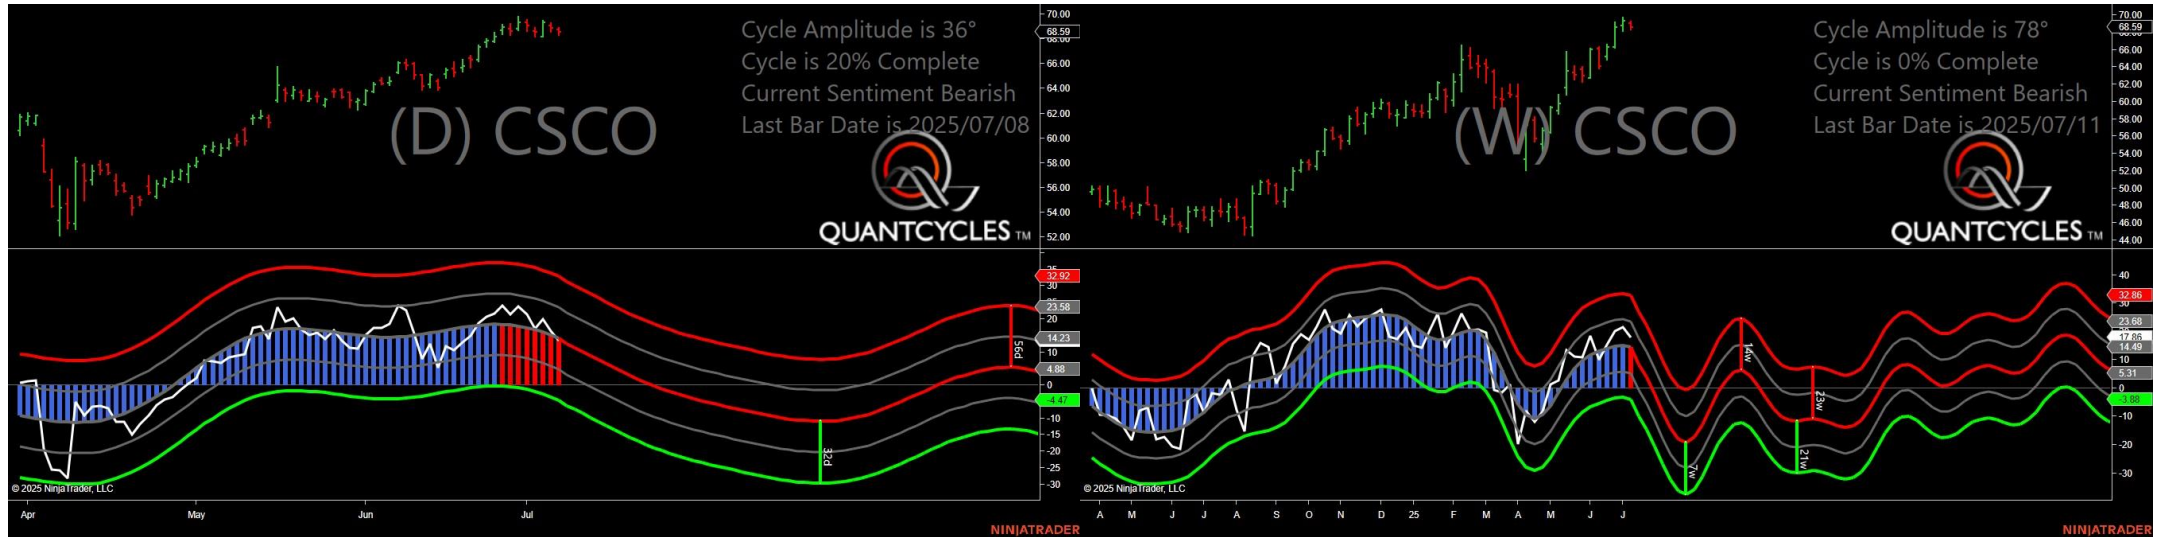 Cycle Amplitude is 36°
Cycle is 20% Complete
Current Sentiment Bearish
Last Bar Date is 2025/07/08
(D) CSCO
QUANTCYCLES TM
70.00
68.59
68.00
66.00
64.00
62.00
60.00
58.00
56.00
54.00
52.00
35
32.92
30
23.58
20
14.23
10
4.88
0
-4.47
-10
-15
-20
-25
-30
56d
32d
© 2025 NinjaTrader, LLC
Apr May Jun Jul
NINJATRADER
Cycle Amplitude is 78°
Cycle is 0% Complete
Current Sentiment Bearish
Last Bar Date is 2025/07/11
(W) CSCO
QUANTCYCLES TM
70.00
68.59
66.00
64.00
62.00
60.00
58.00
56.00
54.00
52.00
50.00
48.00
46.00
44.00
40
32.86
30
23.68
17.86
14.49
10
5.31
0
-3.88
-10
-20
-30
14w
23w
21w
7w
© 2025 NinjaTrader, LLC
A M J J A S O N D 25 F M A M J J
NINJATRADER